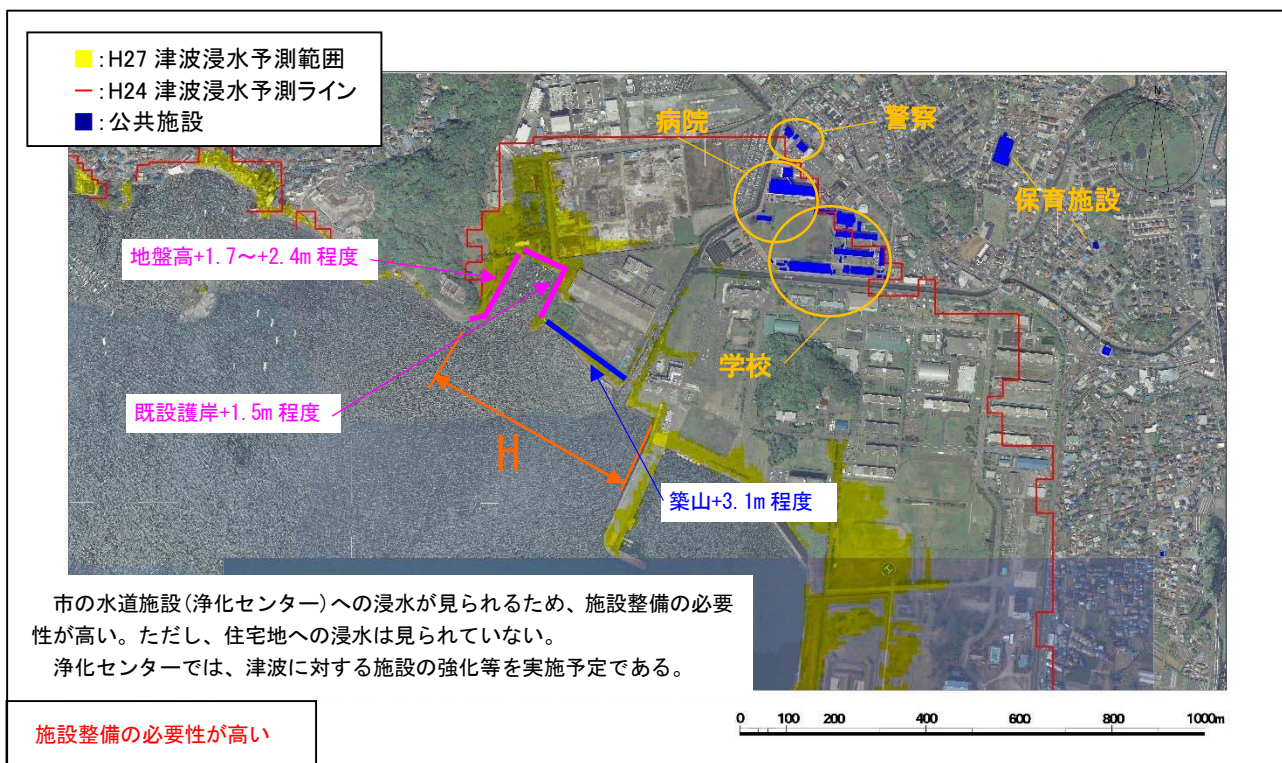 ■:H27 津波浸水予測範囲
─:H24 津波浸水予測ライン
■:公共施設
N
病院
警察
保育施設
地盤高+1.7～+2.4m 程度
学校
既設護岸+1.5m 程度
H
築山+3.1m 程度
H
市の水道施設(浄化センター)への浸水が見られるため、施設整備の必要
性が高い。ただし、住宅地への浸水は見られていない。
浄化センターでは、津波に対する施設の強化等を実施予定である。
施設整備の必要性が高い
0 100 200 400 600 800 1000m